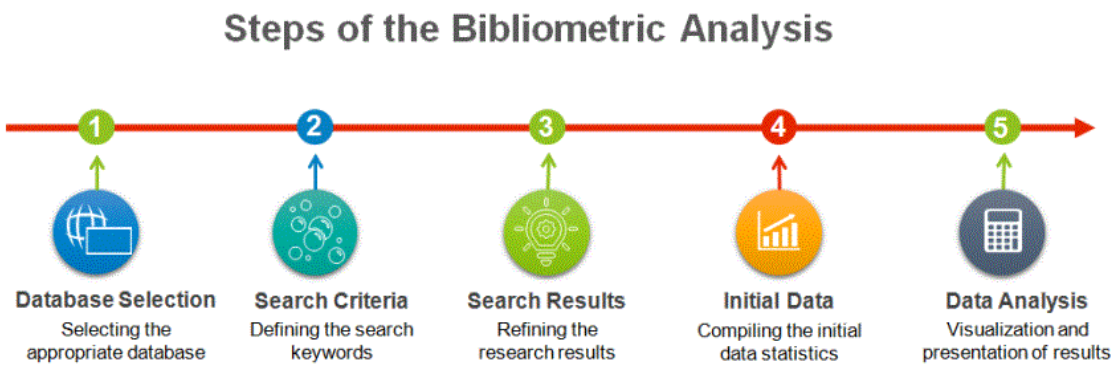 Steps of the Bibliometric Analysis
1 2 3 4 5
Database Selection
Selecting the
appropriate database
Search Criteria
Defining the search
keywords
Search Results
Refining the
research results
Initial Data
Compiling the initial
data statistics
Data Analysis
Visualization and
presentation of results